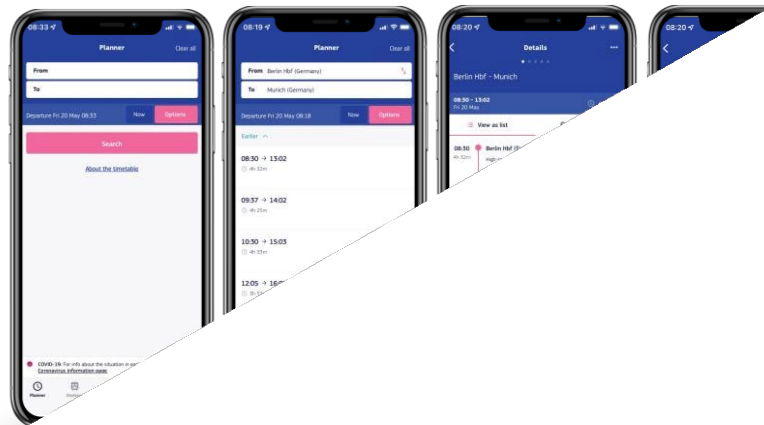 08:33
Planner
Clear all
From
To
Departure Fri 20 May 08:33
Now
Options
Search
About the timetable
COVID-19: For info about the situation in
Coronavirus information page
Planner
08:19
Planner
Clear all
From Berlin Hbf (Germany)
To Munich (Germany)
Departure Fri 20 May 08:18
Now
Options
Earlier
08:30 → 13:02
4h 32m
09:37 → 14:02
4h 25m
10:30 → 15:03
4h 33m
12:05 →
08:20
Details
Berlin Hbf - Munich
08:30 - 13:02
Fri 20 May
View as list
08:30 Berlin Hbf
4h 32m
08:20